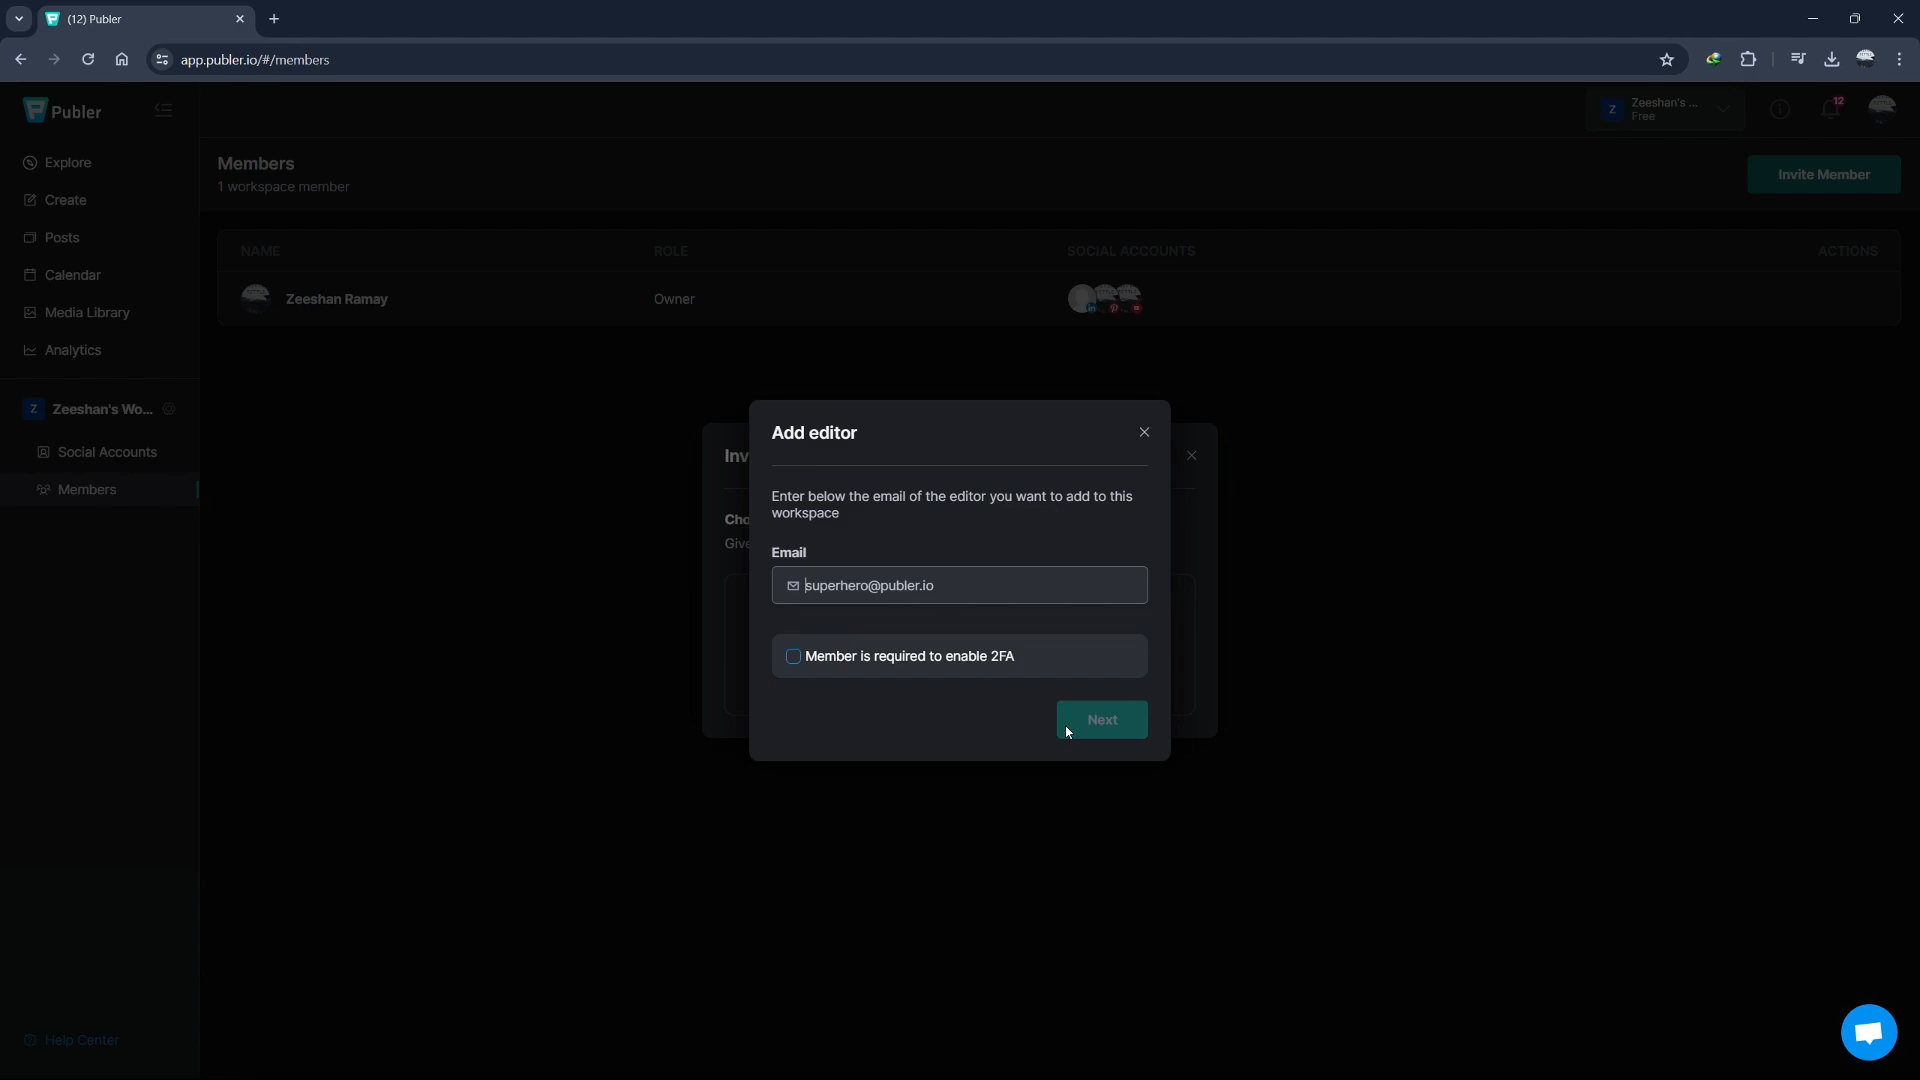 (12) Publer
app.publer.io/#/members
Publer
Z
Zeeshan's ...
Free
12
Explore
Create
Posts
Calendar
Media Library
Analytics
Z Zeeshan's Wo...
Social Accounts
Members
Help Center
Members
1 workspace member
Invite Member
NAME ROLE SOCIAL ACCOUNTS ACTIONS
Zeeshan Ramay Owner
Inv
Cho
Give
Add editor
Enter below the email of the editor you want to add to this
workspace
Email
superhero@publer.io
Member is required to enable 2FA
Next